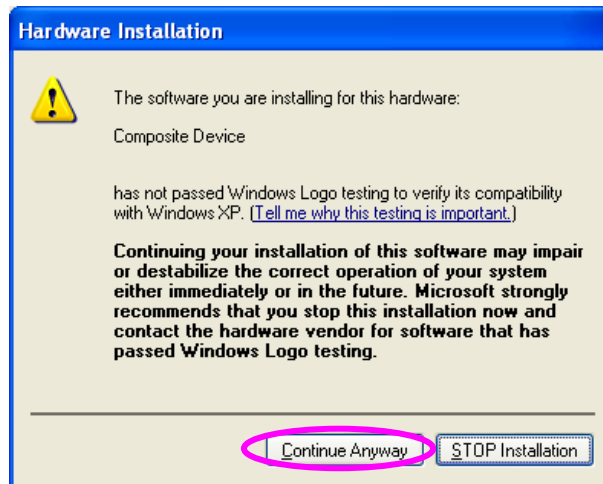 Hardware Installation
The software you are installing for this hardware:
Composite Device
has not passed Windows Logo testing to verify its compatibility
with Windows XP. (Tell me why this testing is important.)
Continuing your installation of this software may impair
or destabilize the correct operation of your system
either immediately or in the future. Microsoft strongly
recommends that you stop this installation now and
contact the hardware vendor for software that has
passed Windows Logo testing.
Continue Anyway STOP Installation